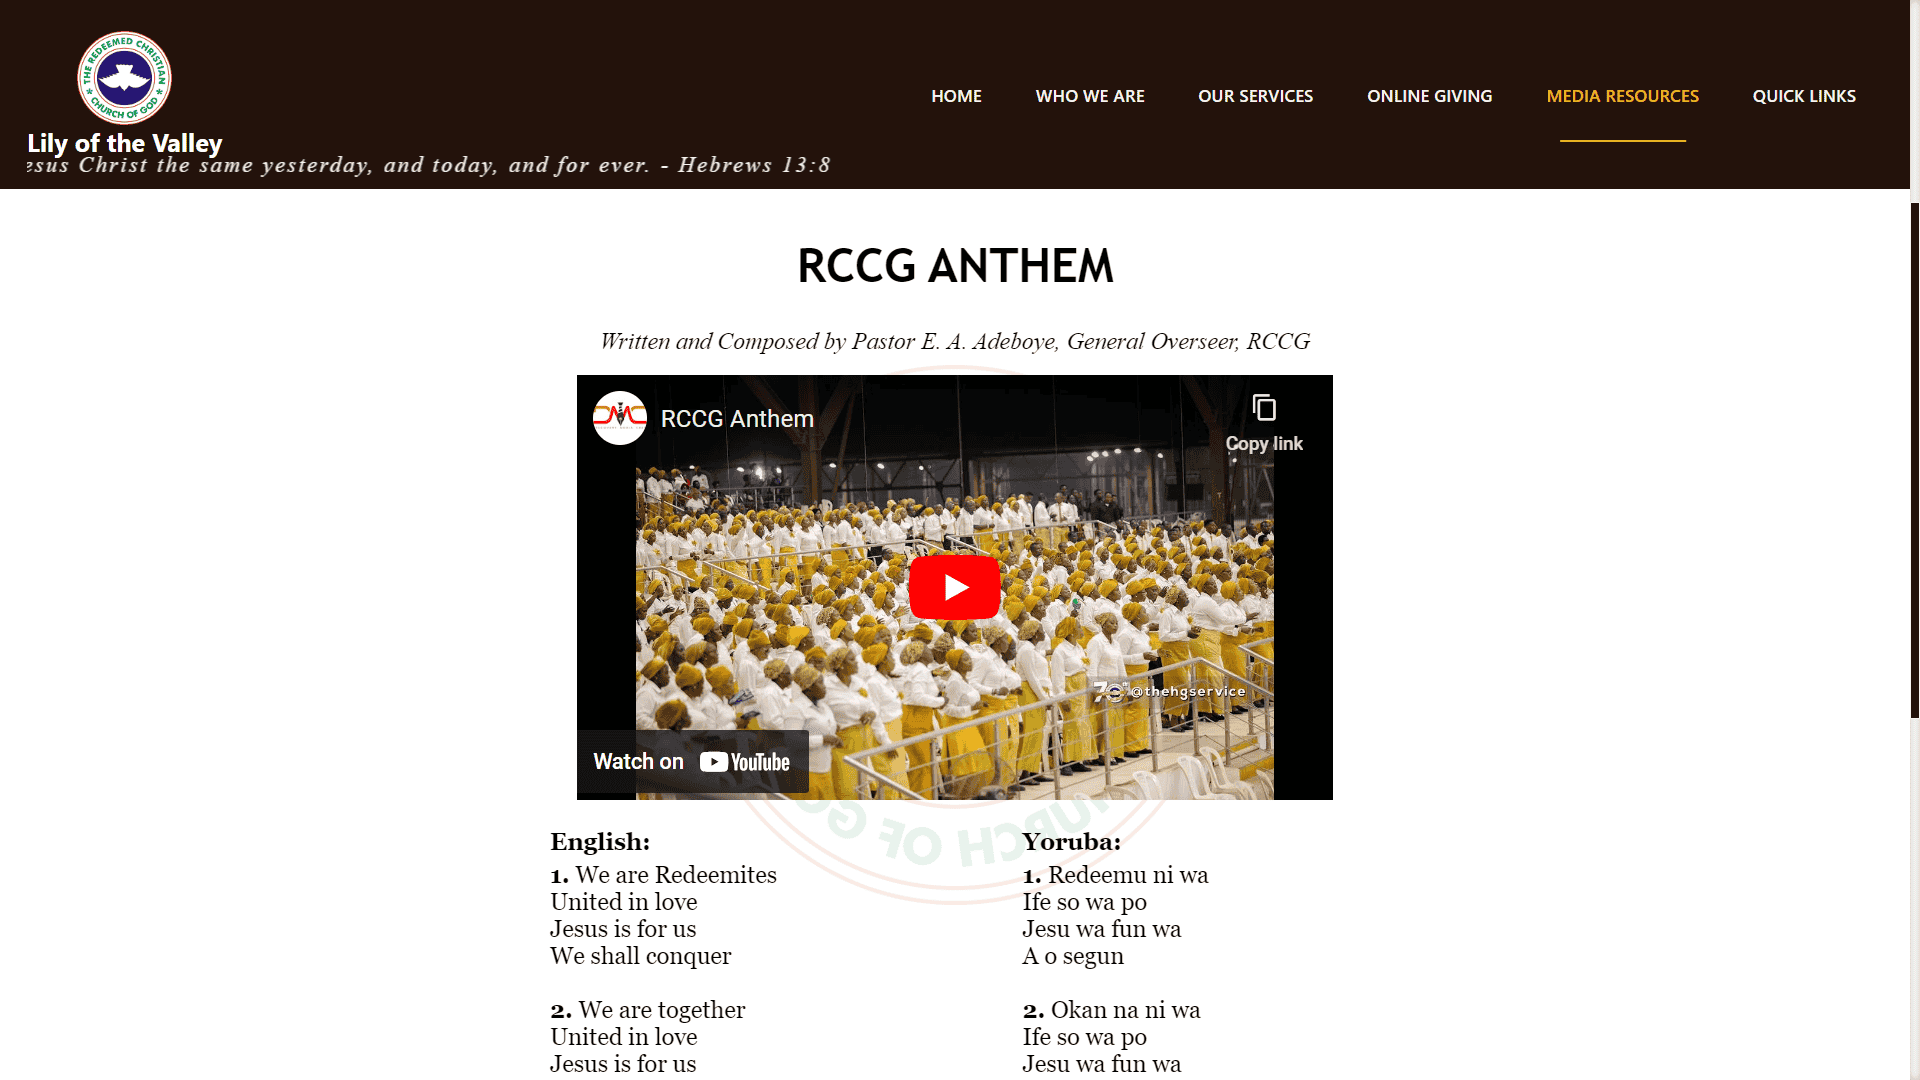 THE REDEEMED CHRISTIAN
CHURCH OF GOD
Lily of the Valley
esus Christ the same yesterday, and today, and for ever. - Hebrews 13:8
HOME
WHO WE ARE
OUR SERVICES
ONLINE GIVING
MEDIA RESOURCES
QUICK LINKS
RCCG ANTHEM
Written and Composed by Pastor E. A. Adeboye, General Overseer, RCCG
RCCG Anthem
Copy link
@thehgservice
Watch on YouTube
CHURCH OF GO
English:
1. We are Redeemites
United in love
Jesus is for us
We shall conquer
2. We are together
United in love
Jesus is for us
Yoruba:
1. Redeemu ni wa
Ife so wa po
Jesu wa fun wa
A o segun
2. Okan na ni wa
Ife so wa po
Jesu wa fun wa